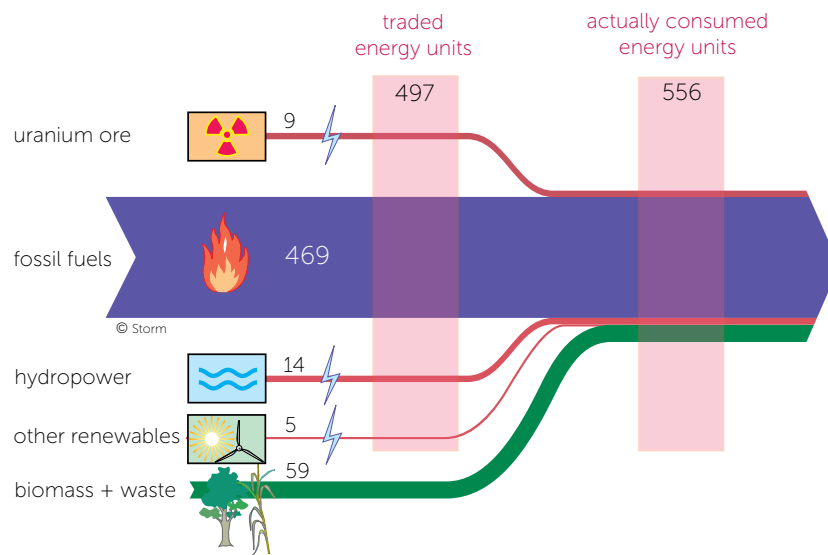 traded
energy units
actually consumed
energy units
497
556
uranium ore
9
fossil fuels
469
© Storm
hydropower
14
other renewables
5
biomass + waste
59